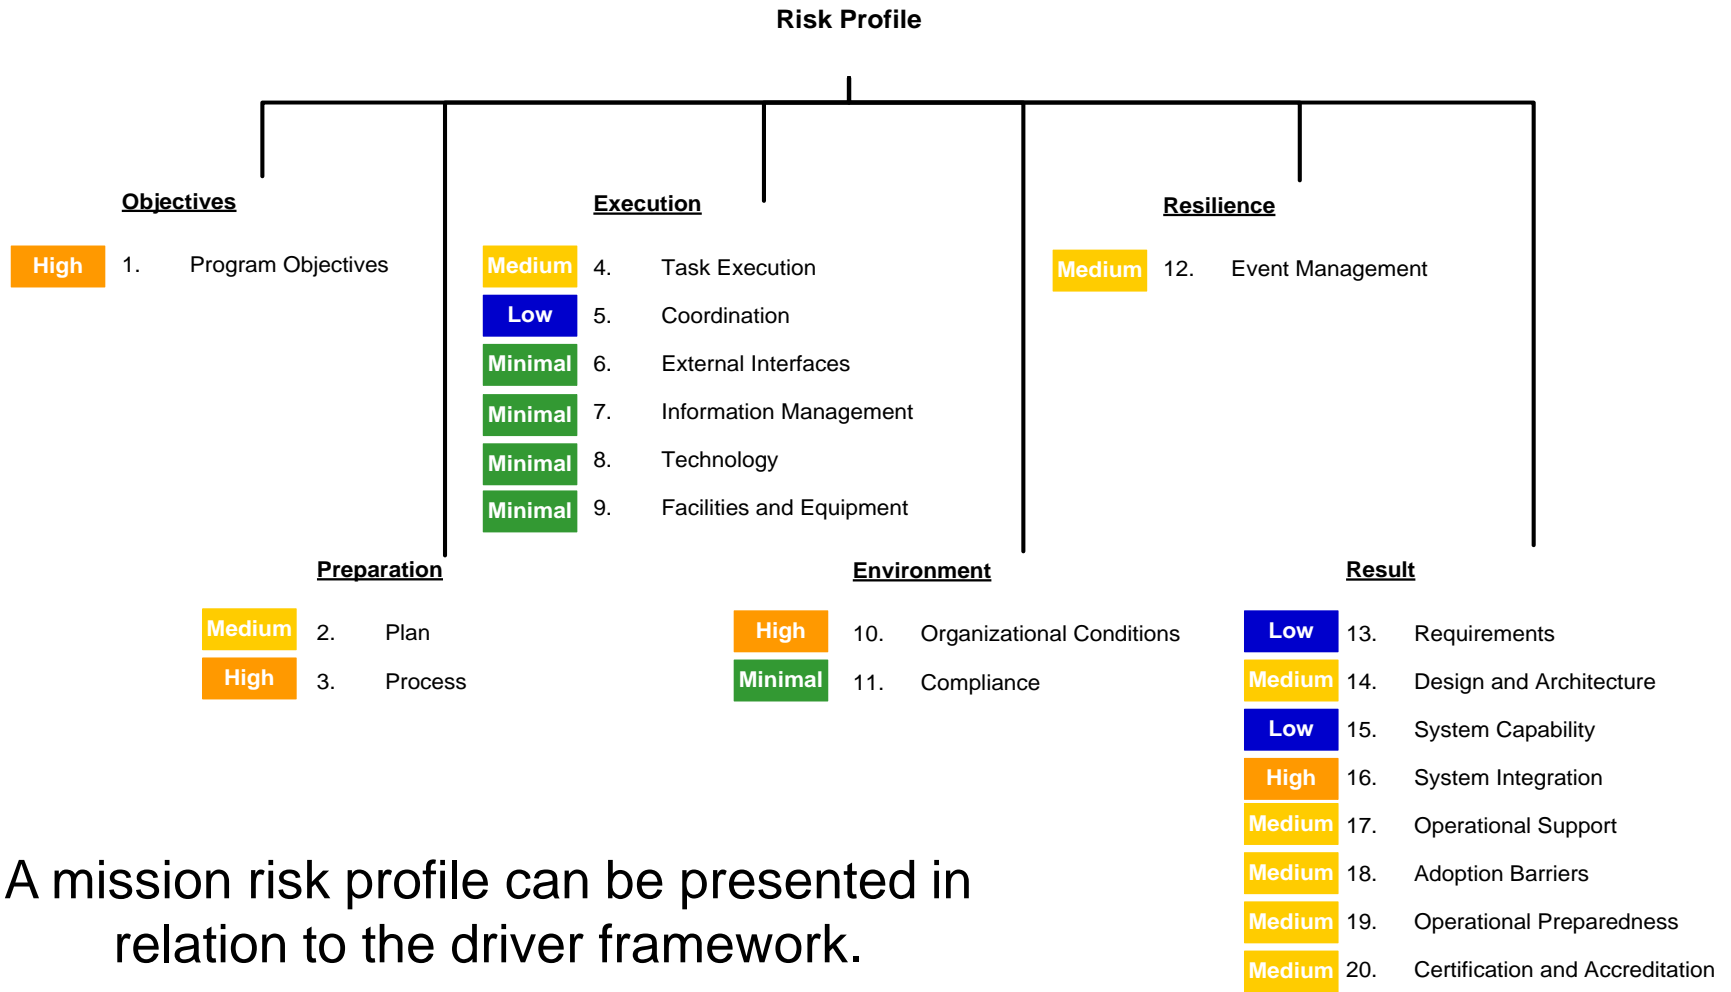 Risk Profile
Objectives
High 1. Program Objectives
Execution
Medium 4. Task Execution
Low 5. Coordination
Minimal 6. External Interfaces
Minimal 7. Information Management
Minimal 8. Technology
Minimal 9. Facilities and Equipment
Resilience
Medium 12. Event Management
Preparation
Medium 2. Plan
High 3. Process
Environment
High 10. Organizational Conditions
Minimal 11. Compliance
Result
Low 13. Requirements
Medium 14. Design and Architecture
Low 15. System Capability
High 16. System Integration
Medium 17. Operational Support
Medium 18. Adoption Barriers
Medium 19. Operational Preparedness
Medium 20. Certification and Accreditation
A mission risk profile can be presented in
relation to the driver framework.